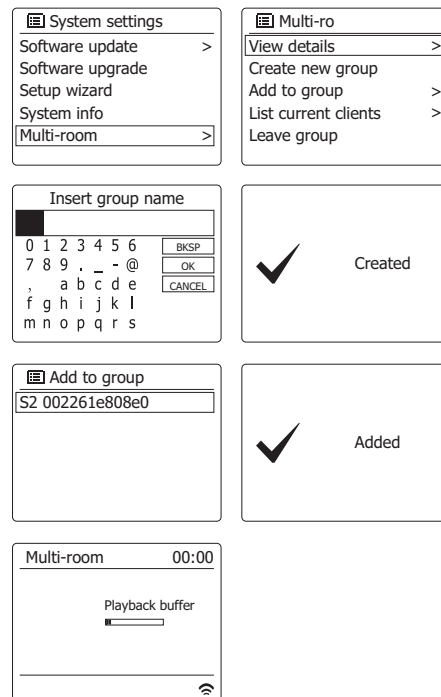 System settings
Software update >
Software upgrade
Setup wizard
System info
Multi-room >
Multi-ro
View details >
Create new group
Add to group >
List current clients >
Leave group
Insert group name
0 1 2 3 4 5 6
7 8 9 . _ - @
, a b c d e
f g h i j k l
m n o p q r s
BKSP
OK
CANCEL
Created
Add to group
S2 002261e808e0
Added
Multi-room 00:00
Playback buffer